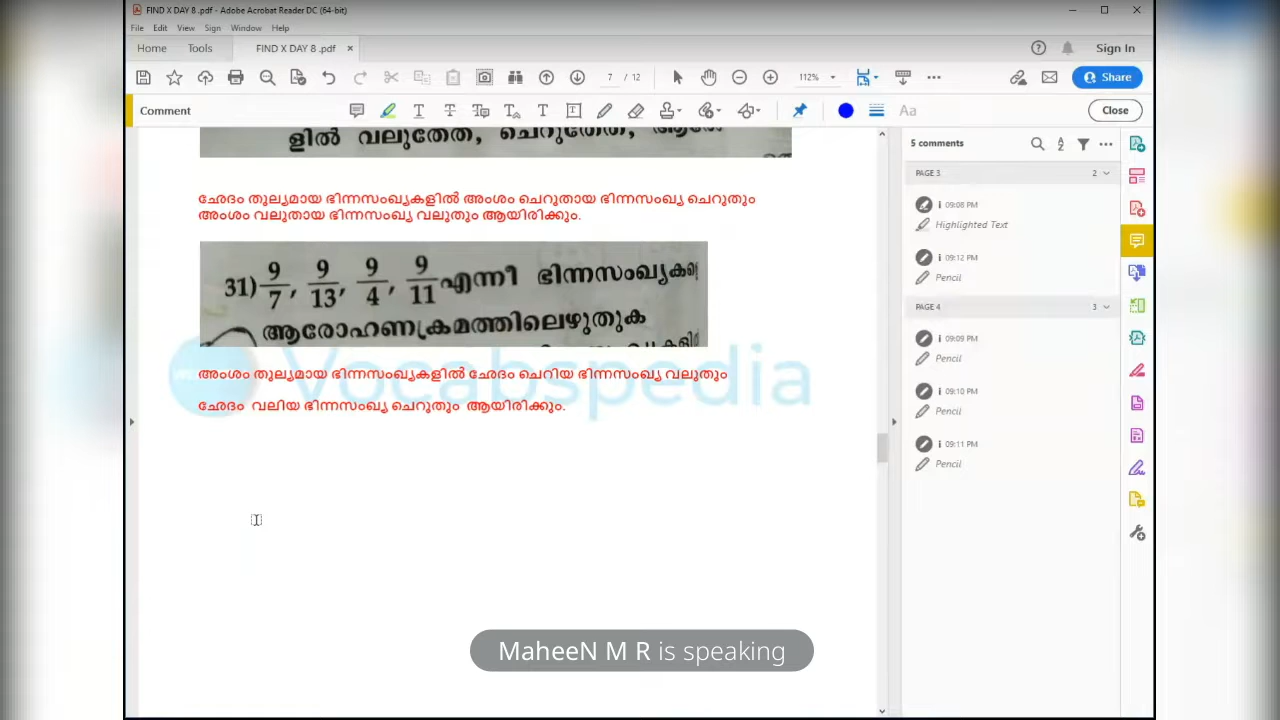 FIND X DAY 8 .pdf - Adobe Acrobat Reader DC (64-bit)
File Edit View Sign Window Help
Home Tools FIND X DAY 8 .pdf × Sign In
7 / 12 112% Share
Comment Aa Close
ളിൽ വലുതേത, ചെറുതേത,
ഛേദം തുല്യമായ ഭിന്നസംഖ്യകളിൽ അംശം ചെറുതായ ഭിന്നസംഖ്യ ചെറുതും
അംശം വലുതായ ഭിന്നസംഖ്യ വലുതും ആയിരിക്കും.
31) 9/7, 9/13, 9/4, 9/11 എന്നീ
ആരോഹണക്രമത്തിലെഴുതുക
Vocabspedia
അംശം തുല്യമായ ഭിന്നസംഖ്യകളിൽ ഛേദം ചെറിയ ഭിന്നസംഖ്യ വലുതും
ഛേദം വലിയ ഭിന്നസംഖ്യ ചെറുതും ആയിരിക്കും.
5 comments
PAGE 3 2
i 09:08 PM
Highlighted Text
i 09:12 PM
Pencil
PAGE 4 3
i 09:09 PM
Pencil
i 09:10 PM
Pencil
i 09:11 PM
Pencil
MaheeN M R is speaking